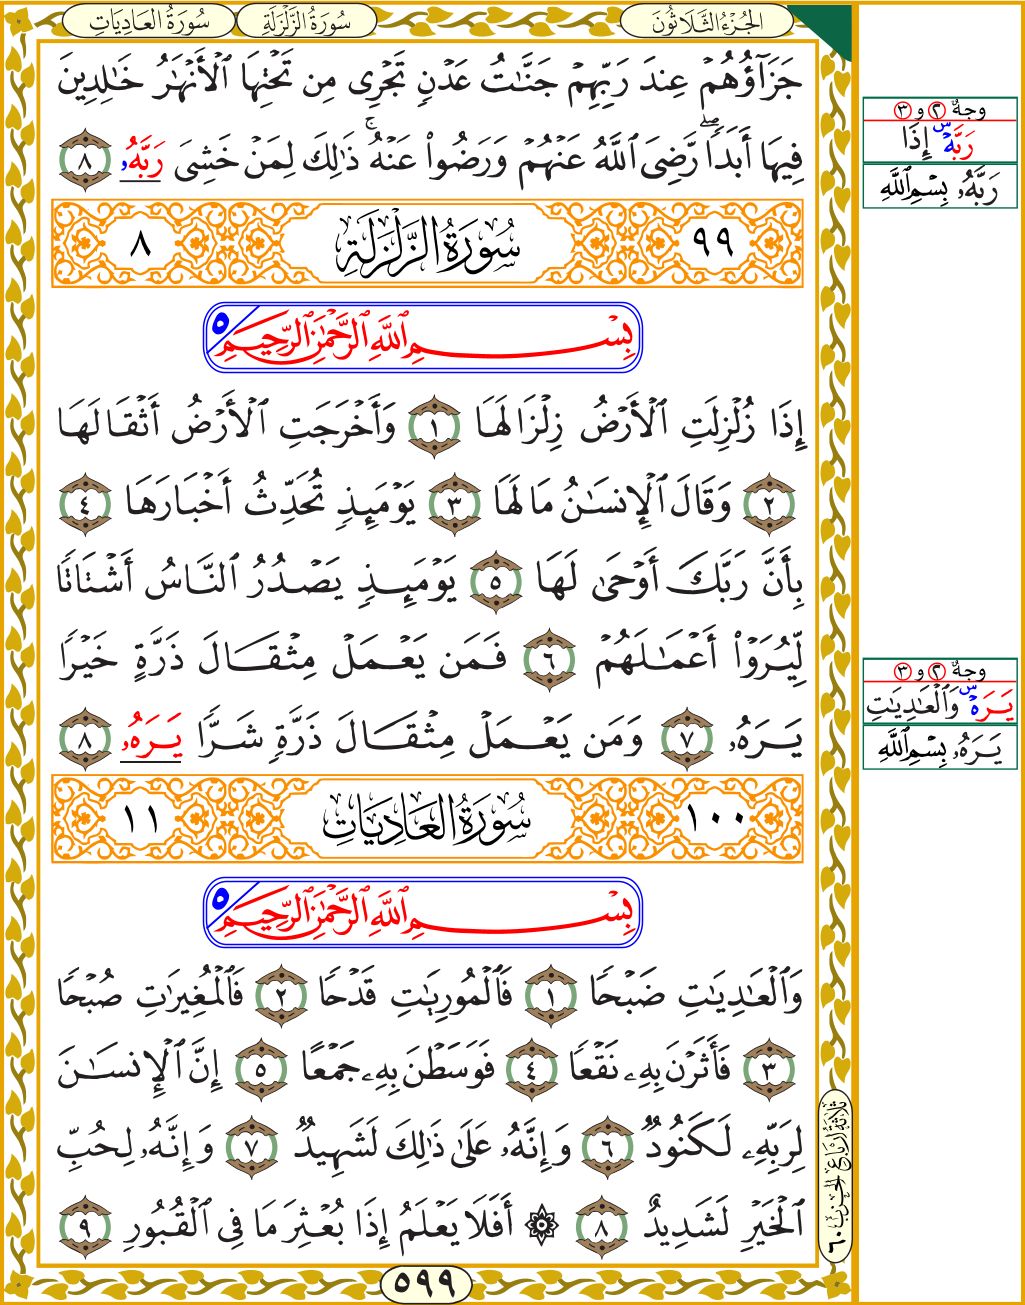 سُورَةُ العَادِيَاتِ سُورَةُ الزَّلْزَلَةِ الجُزْءُ الثَّلَاثُونَ
جَزَآؤُهُمۡ عِندَ رَبِّهِمۡ جَنَّـٰتُ عَدۡنٖ تَجۡرِي مِن تَحۡتِهَا ٱلۡأَنۡهَـٰرُ خَـٰلِدِينَ
فِيهَآ أَبَدٗاۖ رَّضِيَ ٱللَّهُ عَنۡهُمۡ وَرَضُواْ عَنۡهُۚ ذَٰلِكَ لِمَنۡ خَشِيَ رَبَّهُۥ ٨
٩٩ سُورَةُ الزَّلْزَلَةِ ٨
بِسۡمِ ٱللَّهِ ٱلرَّحۡمَٰنِ ٱلرَّحِيمِ ٥
إِذَا زُلۡزِلَتِ ٱلۡأَرۡضُ زِلۡزَالَهَا ١ وَأَخۡرَجَتِ ٱلۡأَرۡضُ أَثۡقَالَهَا
٢ وَقَالَ ٱلۡإِنسَـٰنُ مَا لَهَا ٣ يَوۡمَئِذٖ تُحَدِّثُ أَخۡبَارَهَا ٤
بِأَنَّ رَبَّكَ أَوۡحَىٰ لَهَا ٥ يَوۡمَئِذٖ يَصۡدُرُ ٱلنَّاسُ أَشۡتَاتٗا
لِّيُرَوۡاْ أَعۡمَـٰلَهُمۡ ٦ فَمَن يَعۡمَلۡ مِثۡقَالَ ذَرَّةٍ خَيۡرٗا
يَرَهُۥ ٧ وَمَن يَعۡمَلۡ مِثۡقَالَ ذَرَّةٖ شَرّٗا يَرَهُۥ ٨
١٠٠ سُورَةُ العَادِيَاتِ ١١
بِسۡمِ ٱللَّهِ ٱلرَّحۡمَٰنِ ٱلرَّحِيمِ ٥
وَٱلۡعَـٰدِيَـٰتِ ضَبۡحٗا ١ فَٱلۡمُورِيَـٰتِ قَدۡحٗا ٢ فَٱلۡمُغِيرَٰتِ صُبۡحٗا
٣ فَأَثَرۡنَ بِهِۦ نَقۡعٗا ٤ فَوَسَطۡنَ بِهِۦ جَمۡعًا ٥ إِنَّ ٱلۡإِنسَـٰنَ
لِرَبِّهِۦ لَكَنُودٞ ٦ وَإِنَّهُۥ عَلَىٰ ذَٰلِكَ لَشَهِيدٞ ٧ وَإِنَّهُۥ لِحُبِّ
ٱلۡخَيۡرِ لَشَدِيدٌ ٨ ۞ أَفَلَا يَعۡلَمُ إِذَا بُعۡثِرَ مَا فِي ٱلۡقُبُورِ ٩
٥٩٩
وجهٌ ٢ و ٣
رَبَّهُۥ س إِذَا
رَبَّهُۥ بِسۡمِ ٱللَّهِ
وجهٌ ٢ و ٣
يَرَهُۥ س وَٱلۡعَـٰدِيَـٰتِ
يَرَهُۥ بِسۡمِ ٱللَّهِ
ثلاثة أرباع الحزب ٦٠